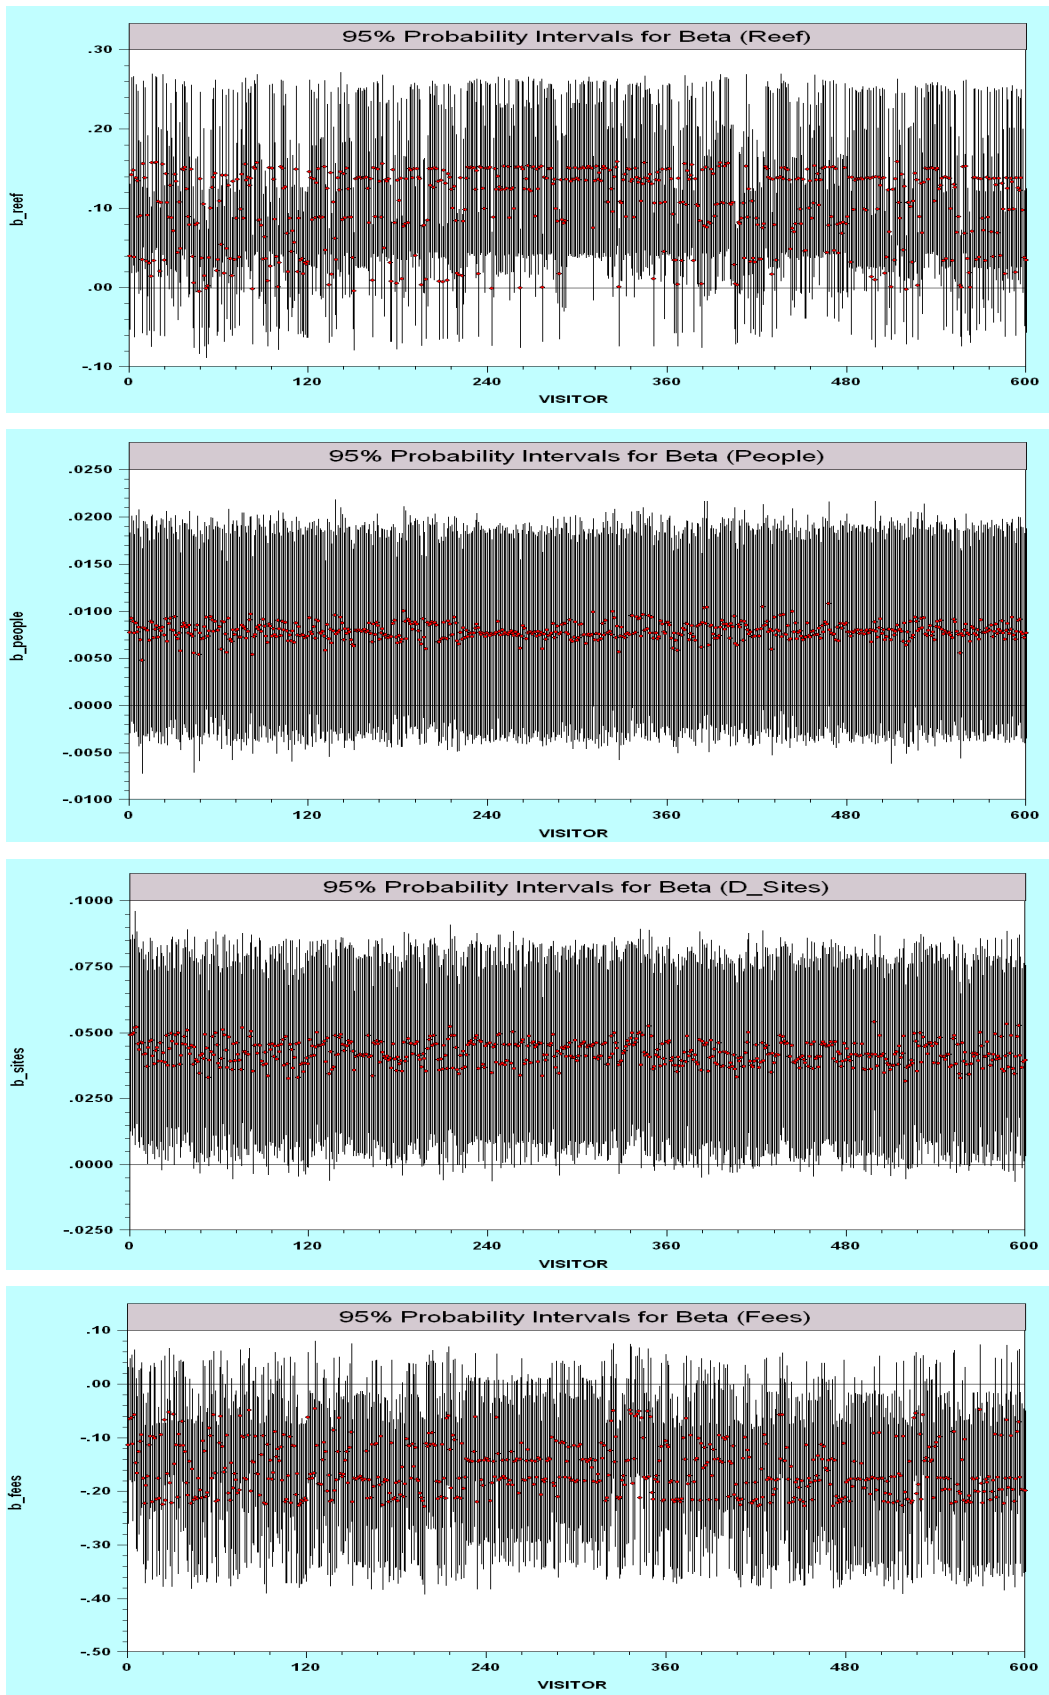 95% Probability Intervals for Beta (Reef)
.30
.20
.10
.00
-.10
b_reef
0 120 240 360 480 600
VISITOR
95% Probability Intervals for Beta (People)
.0250
.0200
.0150
.0100
.0050
.0000
-.0050
-.0100
b_people
0 120 240 360 480 600
VISITOR
95% Probability Intervals for Beta (D_Sites)
.1000
.0750
.0500
.0250
.0000
-.0250
b_sites
0 120 240 360 480 600
VISITOR
95% Probability Intervals for Beta (Fees)
.10
.00
-.10
-.20
-.30
-.40
-.50
b_fees
0 120 240 360 480 600
VISITOR